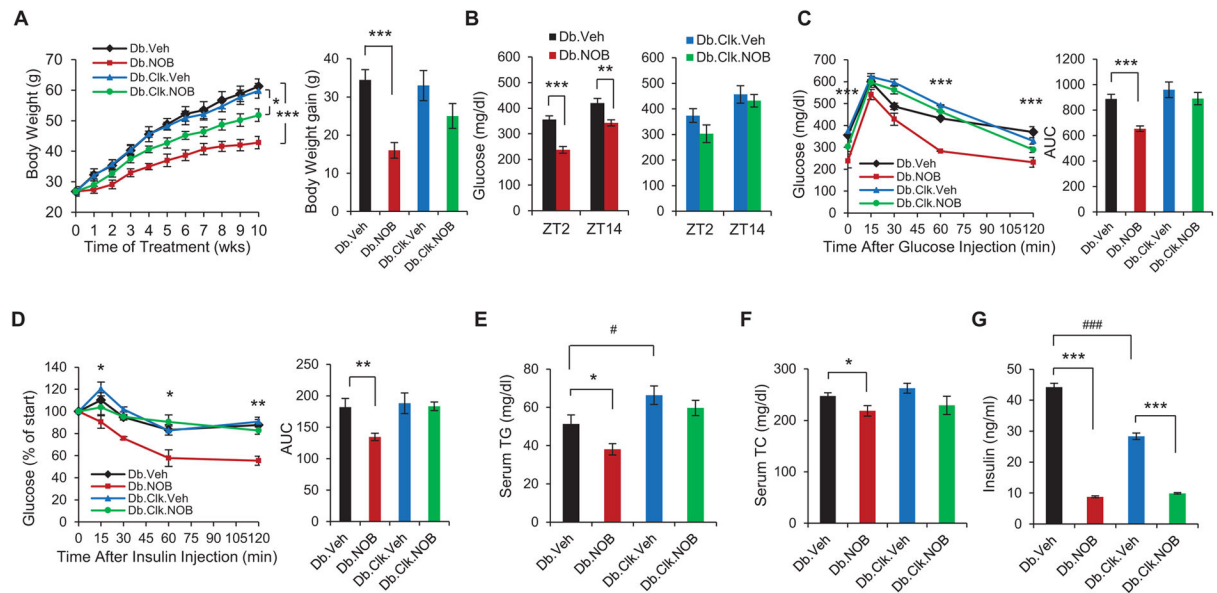 A
Body Weight (g)
70
60
50
40
30
20
Db.Veh
Db.NOB
Db.Clk.Veh
Db.Clk.NOB
*
***
0 1 2 3 4 5 6 7 8 9 10
Time of Treatment (wks)
Body Weight gain (g)
40
30
20
10
0
***
Db.Veh
Db.NOB
Db.Clk.Veh
Db.Clk.NOB
B
Glucose (mg/dl)
Db.Veh
Db.NOB
600
500
400
300
200
100
0
***
**
ZT2 ZT14
Db.Clk.Veh
Db.Clk.NOB
600
500
400
300
200
100
0
ZT2 ZT14
C
Glucose (mg/dl)
700
600
500
400
300
200
100
0
***
***
***
Db.Veh
Db.NOB
Db.Clk.Veh
Db.Clk.NOB
0 15 30 45 60 75 90 105 120
Time After Glucose Injection (min)
AUC
1200
1000
800
600
400
200
0
***
Db.Veh
Db.NOB
Db.Clk.Veh
Db.Clk.NOB
D
Glucose (% of start)
140
120
100
80
60
40
20
0
*
*
**
Db.Veh
Db.NOB
Db.Clk.Veh
Db.Clk.NOB
0 15 30 45 60 75 90 105 120
Time After Insulin Injection (min)
AUC
250
200
150
100
50
0
**
Db.Veh
Db.NOB
Db.Clk.Veh
Db.Clk.NOB
E
Serum TG (mg/dl)
80
60
40
20
0
#
*
Db.Veh
Db.NOB
Db.Clk.Veh
Db.Clk.NOB
F
Serum TC (mg/dl)
300
200
100
0
*
Db.Veh
Db.NOB
Db.Clk.Veh
Db.Clk.NOB
G
Insulin (ng/ml)
50
40
30
20
10
0
###
***
***
Db.Veh
Db.NOB
Db.Clk.Veh
Db.Clk.NOB